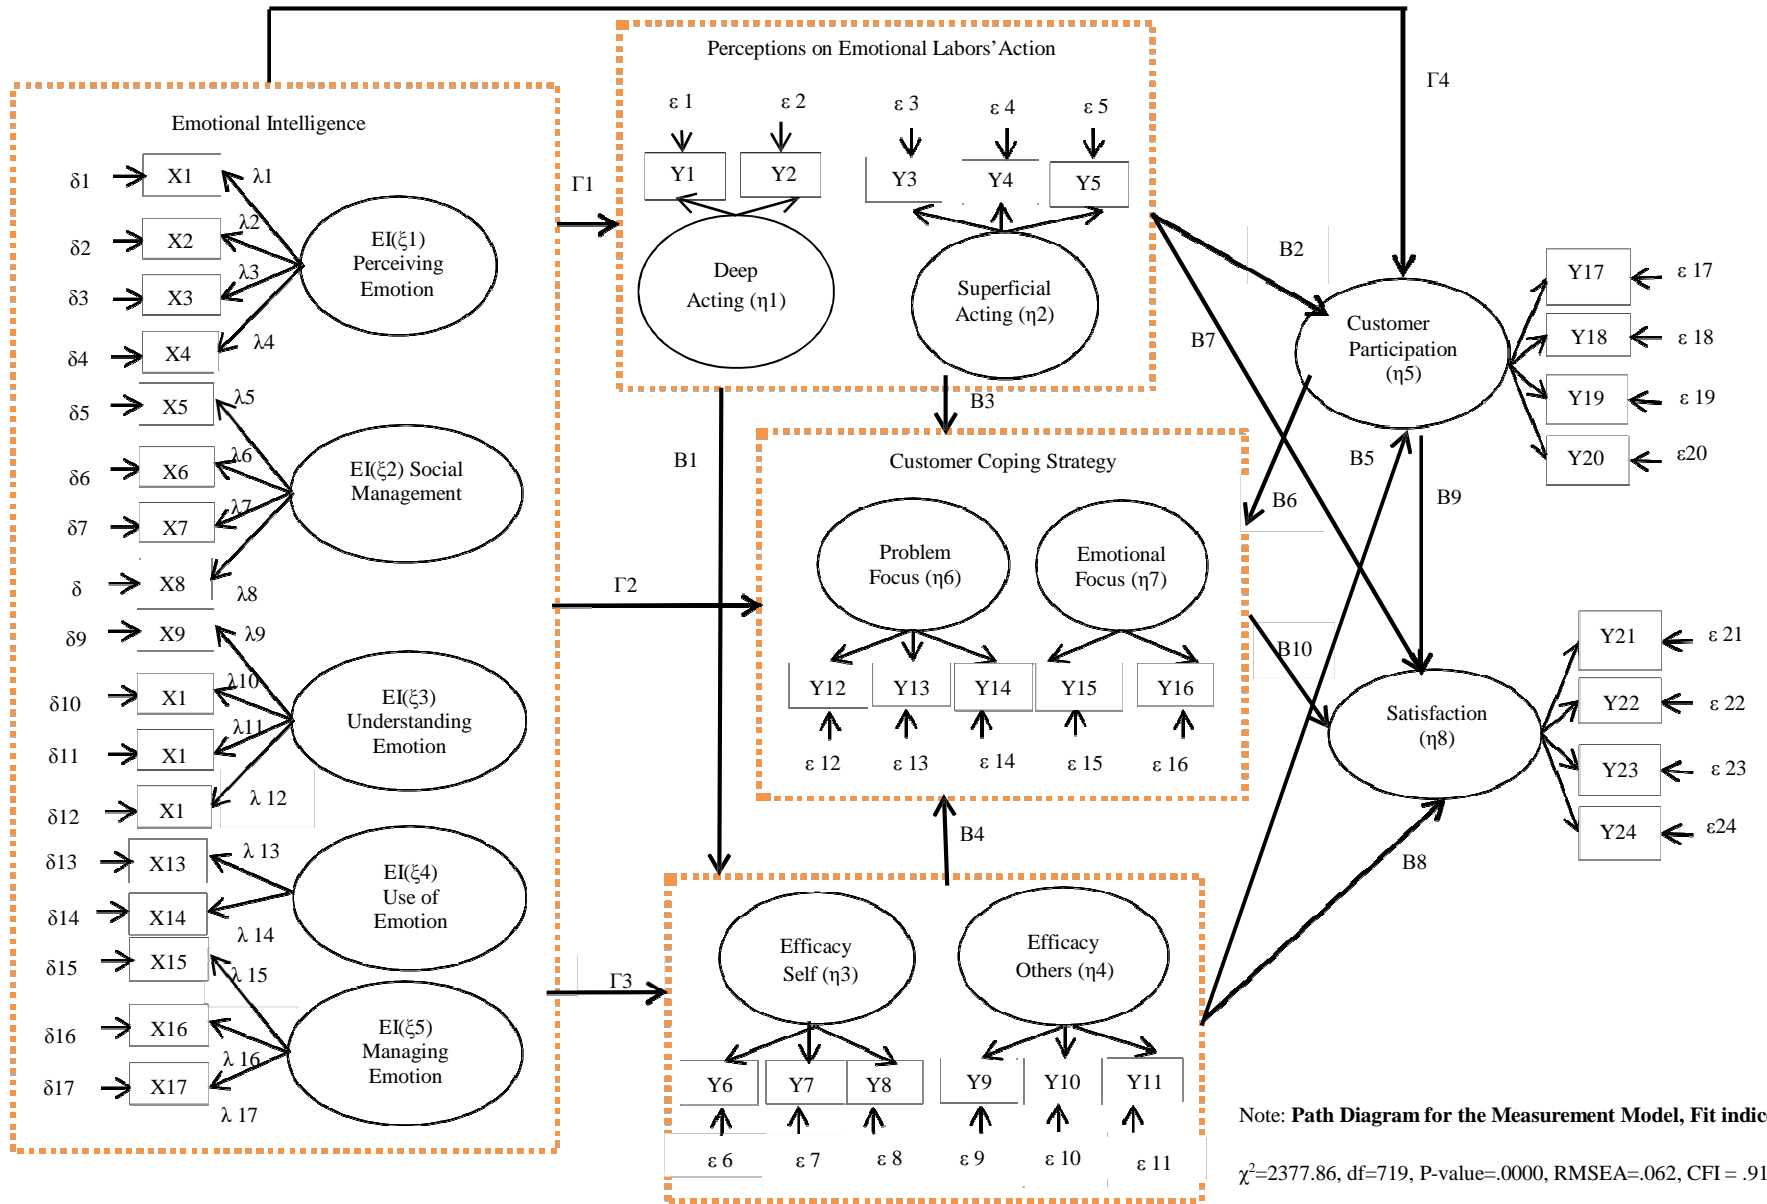 Perceptions on Emotional Labors' Action
Γ4
Emotional Intelligence
ε 1
ε 2
ε 3
ε 4
ε 5
δ1
X1
λ1
Y1
Y2
Y3
Y4
Y5
Γ1
δ2
X2
λ2
δ3
X3
λ3
δ4
X4
λ4
EI(ξ1)
Perceiving
Emotion
Deep
Acting (η1)
Superficial
Acting (η2)
B2
B7
Customer
Participation
(η5)
Y17
ε 17
Y18
ε 18
Y19
ε 19
Y20
ε20
δ5
X5
λ5
δ6
X6
λ6
δ7
X7
λ7
δ
X8
λ8
EI(ξ2) Social
Management
B1
B3
B5
B6
B9
Customer Coping Strategy
Problem
Focus (η6)
Emotional
Focus (η7)
Γ2
Y12
Y13
Y14
Y15
Y16
ε 12
ε 13
ε 14
ε 15
ε 16
B10
δ9
X9
λ9
δ10
X1
λ10
δ11
X1
λ11
δ12
X1
λ 12
EI(ξ3)
Understanding
Emotion
Satisfaction
(η8)
Y21
ε 21
Y22
ε 22
Y23
ε 23
Y24
ε24
B4
B8
δ13
X13
λ 13
δ14
X14
λ 14
EI(ξ4)
Use of
Emotion
δ15
X15
λ 15
δ16
X16
λ 16
δ17
X17
λ 17
EI(ξ5)
Managing
Emotion
Γ3
Efficacy
Self (η3)
Efficacy
Others (η4)
Y6
Y7
Y8
Y9
Y10
Y11
ε 6
ε 7
ε 8
ε 9
ε 10
ε 11
Note: Path Diagram for the Measurement Model, Fit indice
χ²=2377.86, df=719, P-value=.0000, RMSEA=.062, CFI = .91